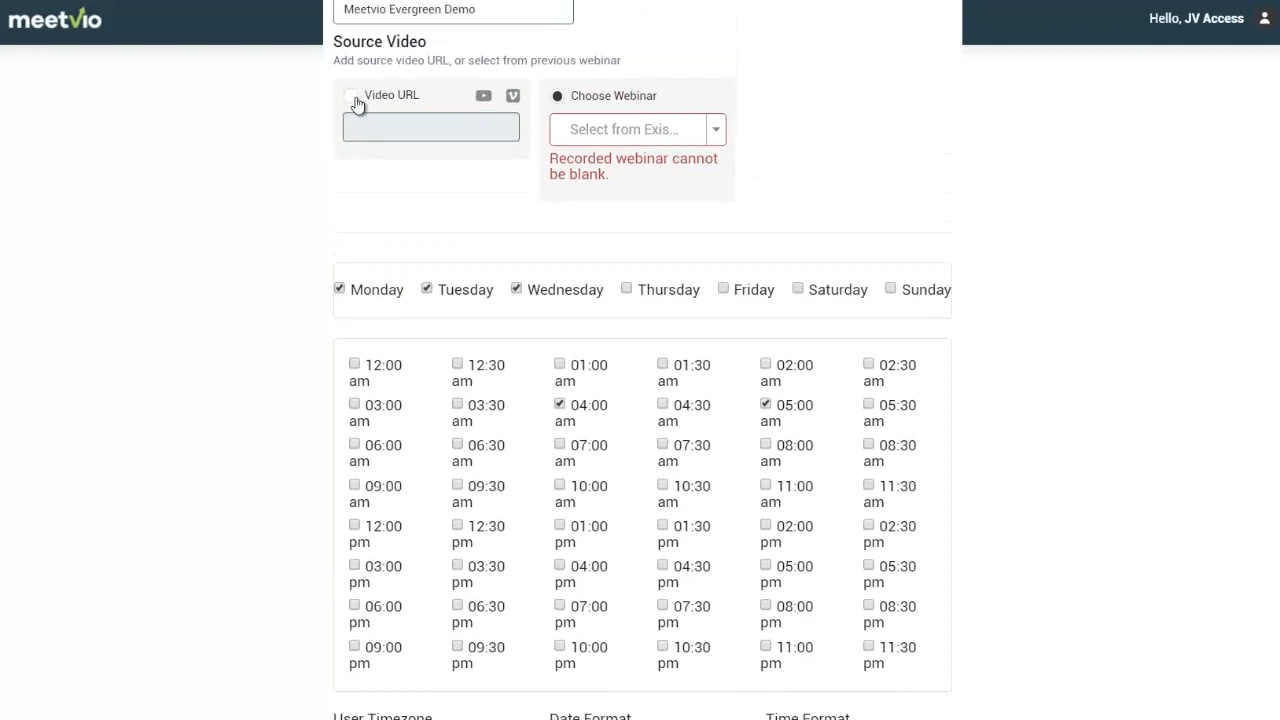 meetvio
Hello, JV Access
Meetvio Evergreen Demo
Source Video
Add source video URL, or select from previous webinar
Video URL
Choose Webinar
Select from Exis...
Recorded webinar cannot
be blank.
Monday Tuesday Wednesday Thursday Friday Saturday Sunday
12:00 am 12:30 am 01:00 am 01:30 am 02:00 am 02:30 am
03:00 am 03:30 am 04:00 am 04:30 am 05:00 am 05:30 am
06:00 am 06:30 am 07:00 am 07:30 am 08:00 am 08:30 am
09:00 am 09:30 am 10:00 am 10:30 am 11:00 am 11:30 am
12:00 pm 12:30 pm 01:00 pm 01:30 pm 02:00 pm 02:30 pm
03:00 pm 03:30 pm 04:00 pm 04:30 pm 05:00 pm 05:30 pm
06:00 pm 06:30 pm 07:00 pm 07:30 pm 08:00 pm 08:30 pm
09:00 pm 09:30 pm 10:00 pm 10:30 pm 11:00 pm 11:30 pm
User Timezone Date Format Time Format